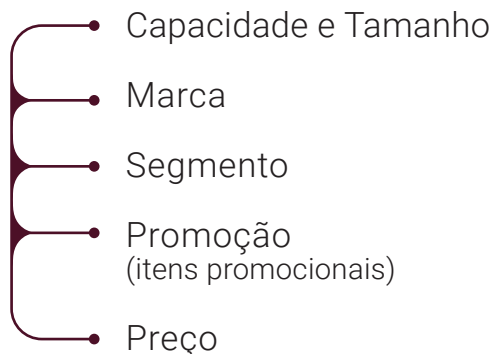 Capacidade e Tamanho
Marca
Segmento
Promoção
(itens promocionais)
Preço